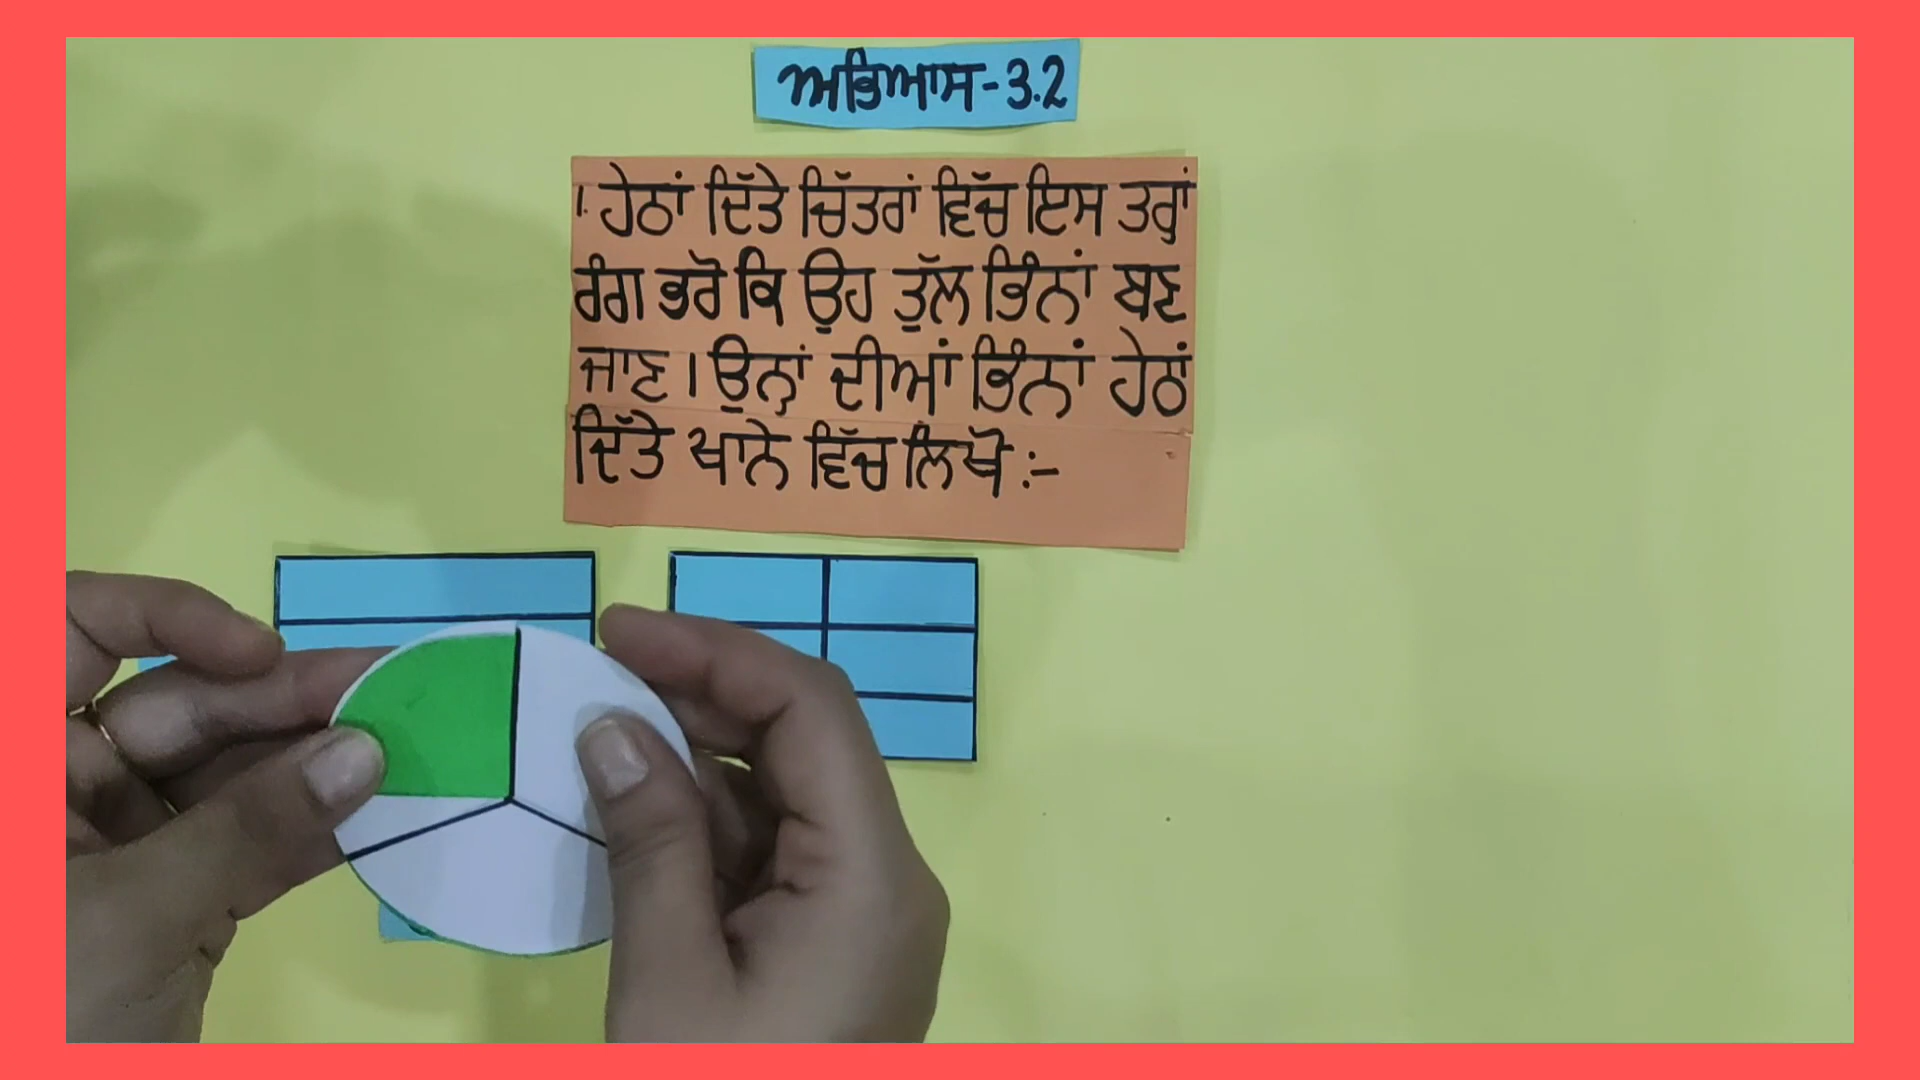 ਅਭਿਆਸ-3.2
1. ਹੇਠਾਂ ਦਿੱਤੇ ਚਿੱਤਰਾਂ ਵਿੱਚ ਇਸ ਤਰ੍ਹਾਂ
ਰੰਗ ਭਰੋ ਕਿ ਉਹ ਤੁੱਲ ਭਿੰਨਾਂ ਬਣ
ਜਾਣ । ਉਨ੍ਹਾਂ ਦੀਆਂ ਭਿੰਨਾਂ ਹੇਠਾਂ
ਦਿੱਤੇ ਖਾਨੇ ਵਿੱਚ ਲਿਖੋ :-